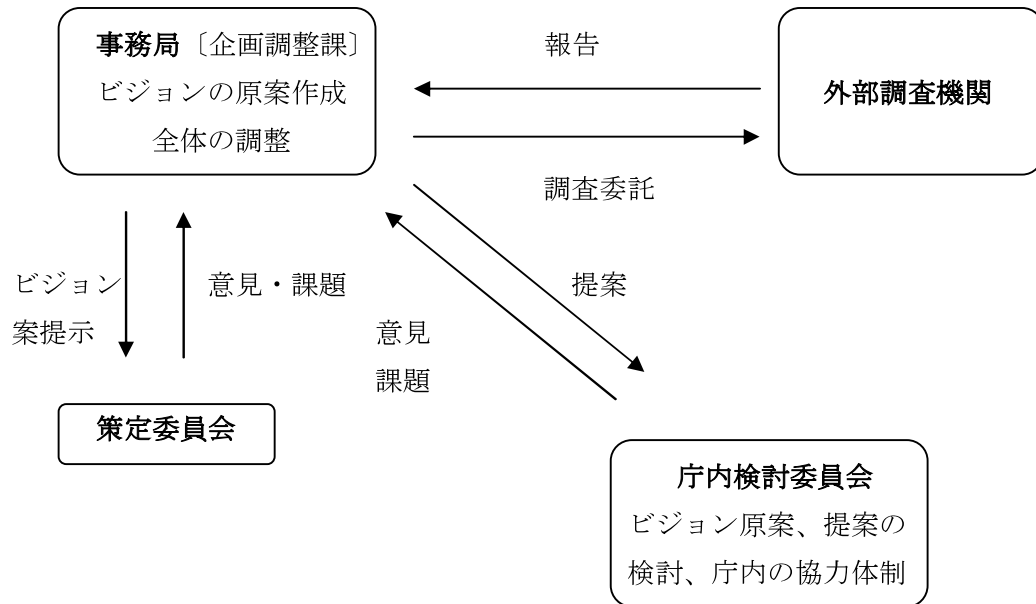 事務局〔企画調整課〕
ビジョンの原案作成
全体の調整
報告
外部調査機関
調査委託
ビジョン
案提示
意見・課題
提案
意見
課題
策定委員会
庁内検討委員会
ビジョン原案、提案の
検討、庁内の協力体制